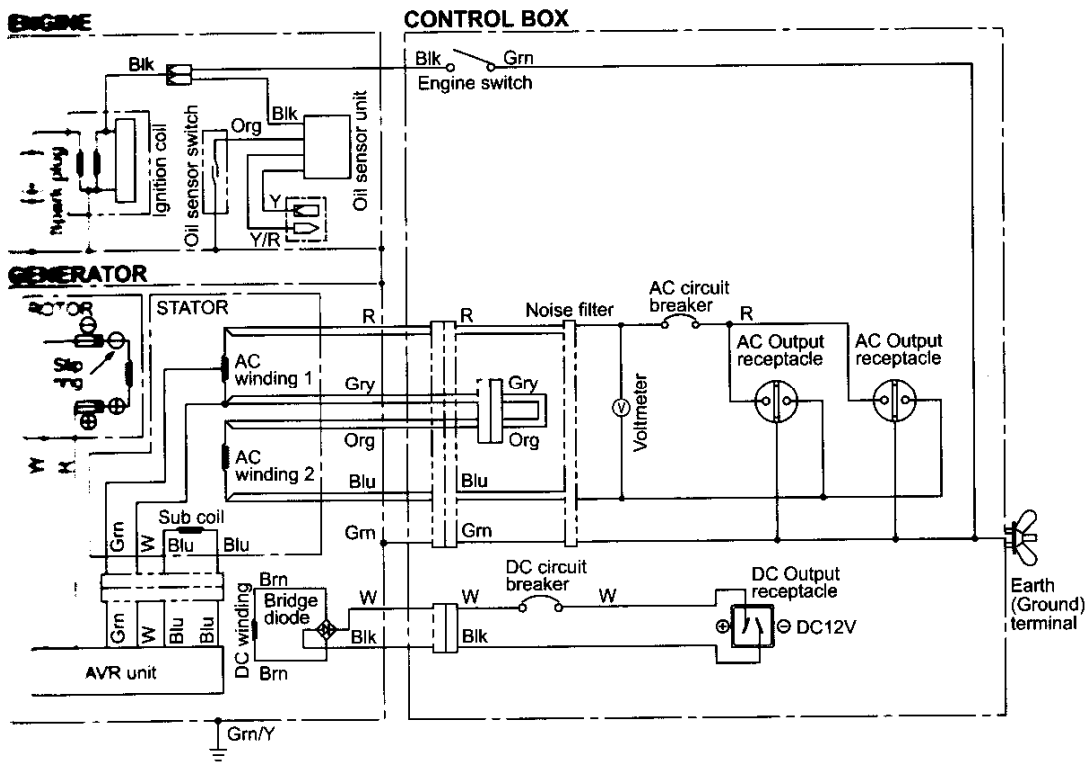 ENGINE
CONTROL BOX
Blk
Blk
Grn
Engine switch
Blk
Org
Spark plug
Ignition coil
Oil sensor switch
Oil sensor unit
Y
Y/R
GENERATOR
ROTOR
STATOR
R
R
Noise filter
AC circuit
breaker
R
AC Output
receptacle
AC Output
receptacle
⊖
Slip
ring
⊕
AC
winding 1
Gry
Gry
V
Voltmeter
Org
Org
W
R
AC
winding 2
Blu
Blu
Sub coil
Grn
W
Blu
Blu
Grn
Grn
DC circuit
breaker
DC Output
receptacle
Earth
(Ground)
terminal
Brn
Bridge
diode
DC winding
W
W
W
Grn
W
Blu
Blu
Blk
Blk
⊕
⊖ DC12V
Brn
AVR unit
Grn/Y